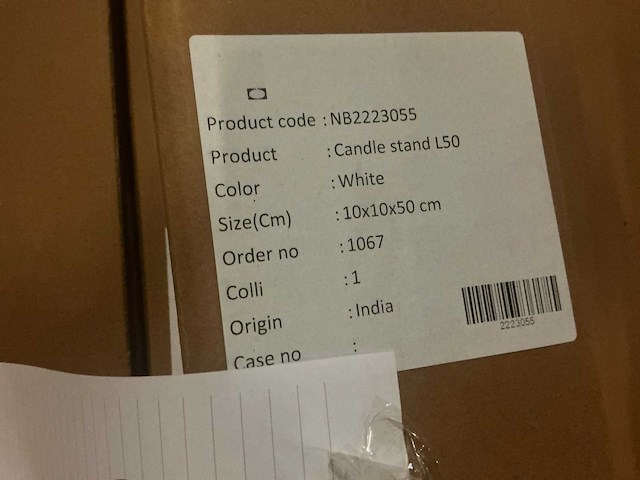 Product code : NB2223055
Product : Candle stand L50
Color : White
Size(Cm) : 10x10x50 cm
Order no : 1067
Colli : 1
Origin : India
Case no :
2223055